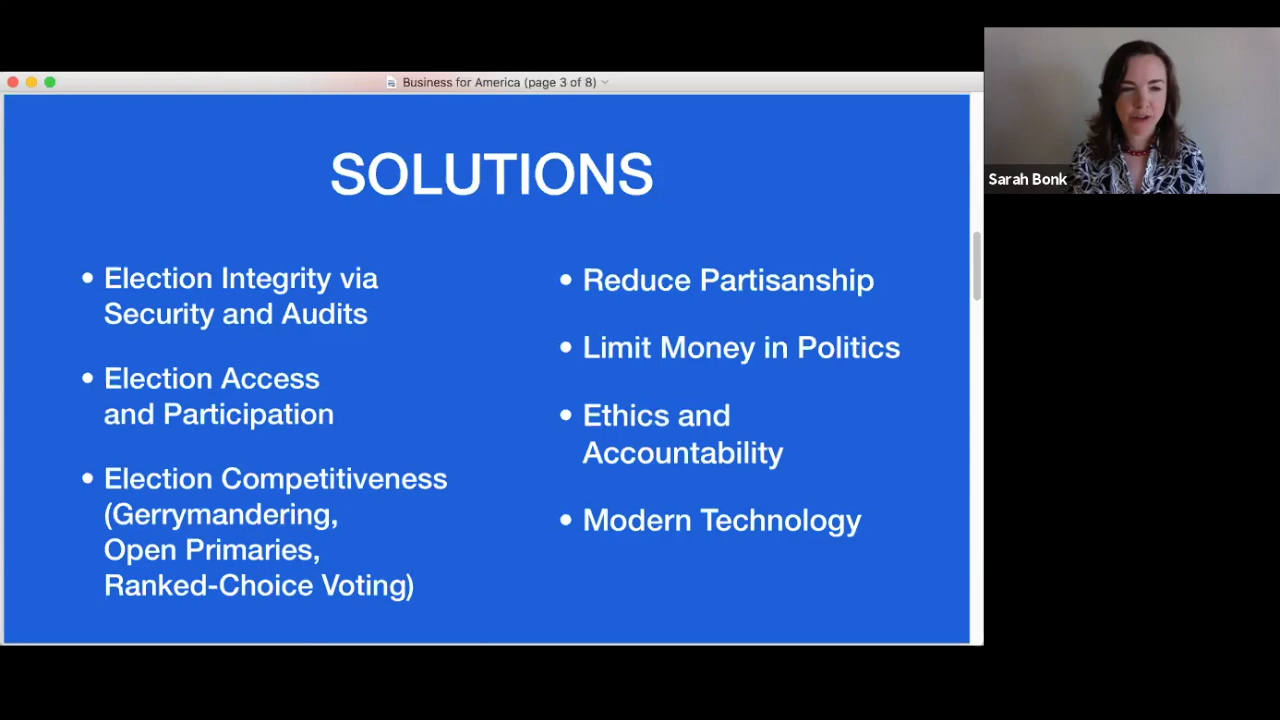 Business for America (page 3 of 8)
SOLUTIONS
• Election Integrity via
Security and Audits
• Election Access
and Participation
• Election Competitiveness
(Gerrymandering,
Open Primaries,
Ranked-Choice Voting)
• Reduce Partisanship
• Limit Money in Politics
• Ethics and
Accountability
• Modern Technology
Sarah Bonk